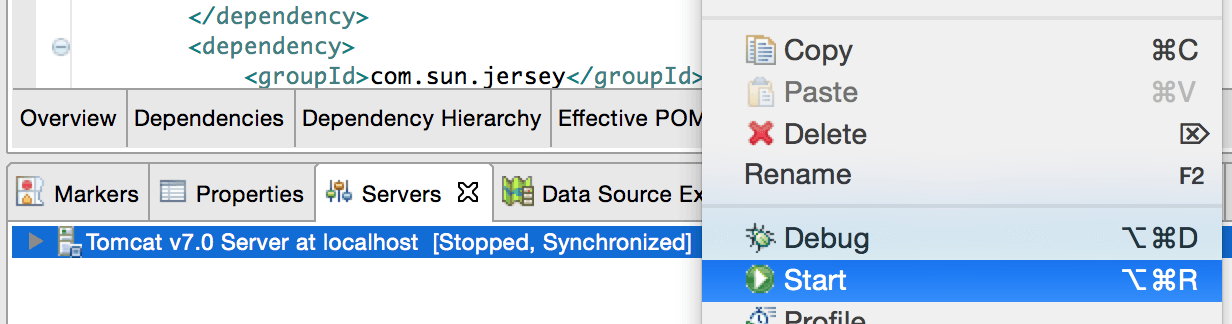 </dependency>
<dependency>
<groupId>com.sun.jersey</groupId>
Overview Dependencies Dependency Hierarchy Effective POM
Markers Properties Servers Data Source Ex
Tomcat v7.0 Server at localhost [Stopped, Synchronized]
Copy ⌘C
Paste ⌘V
Delete ⌦
Rename F2
Debug ⌥⌘D
Start ⌥⌘R
Profile